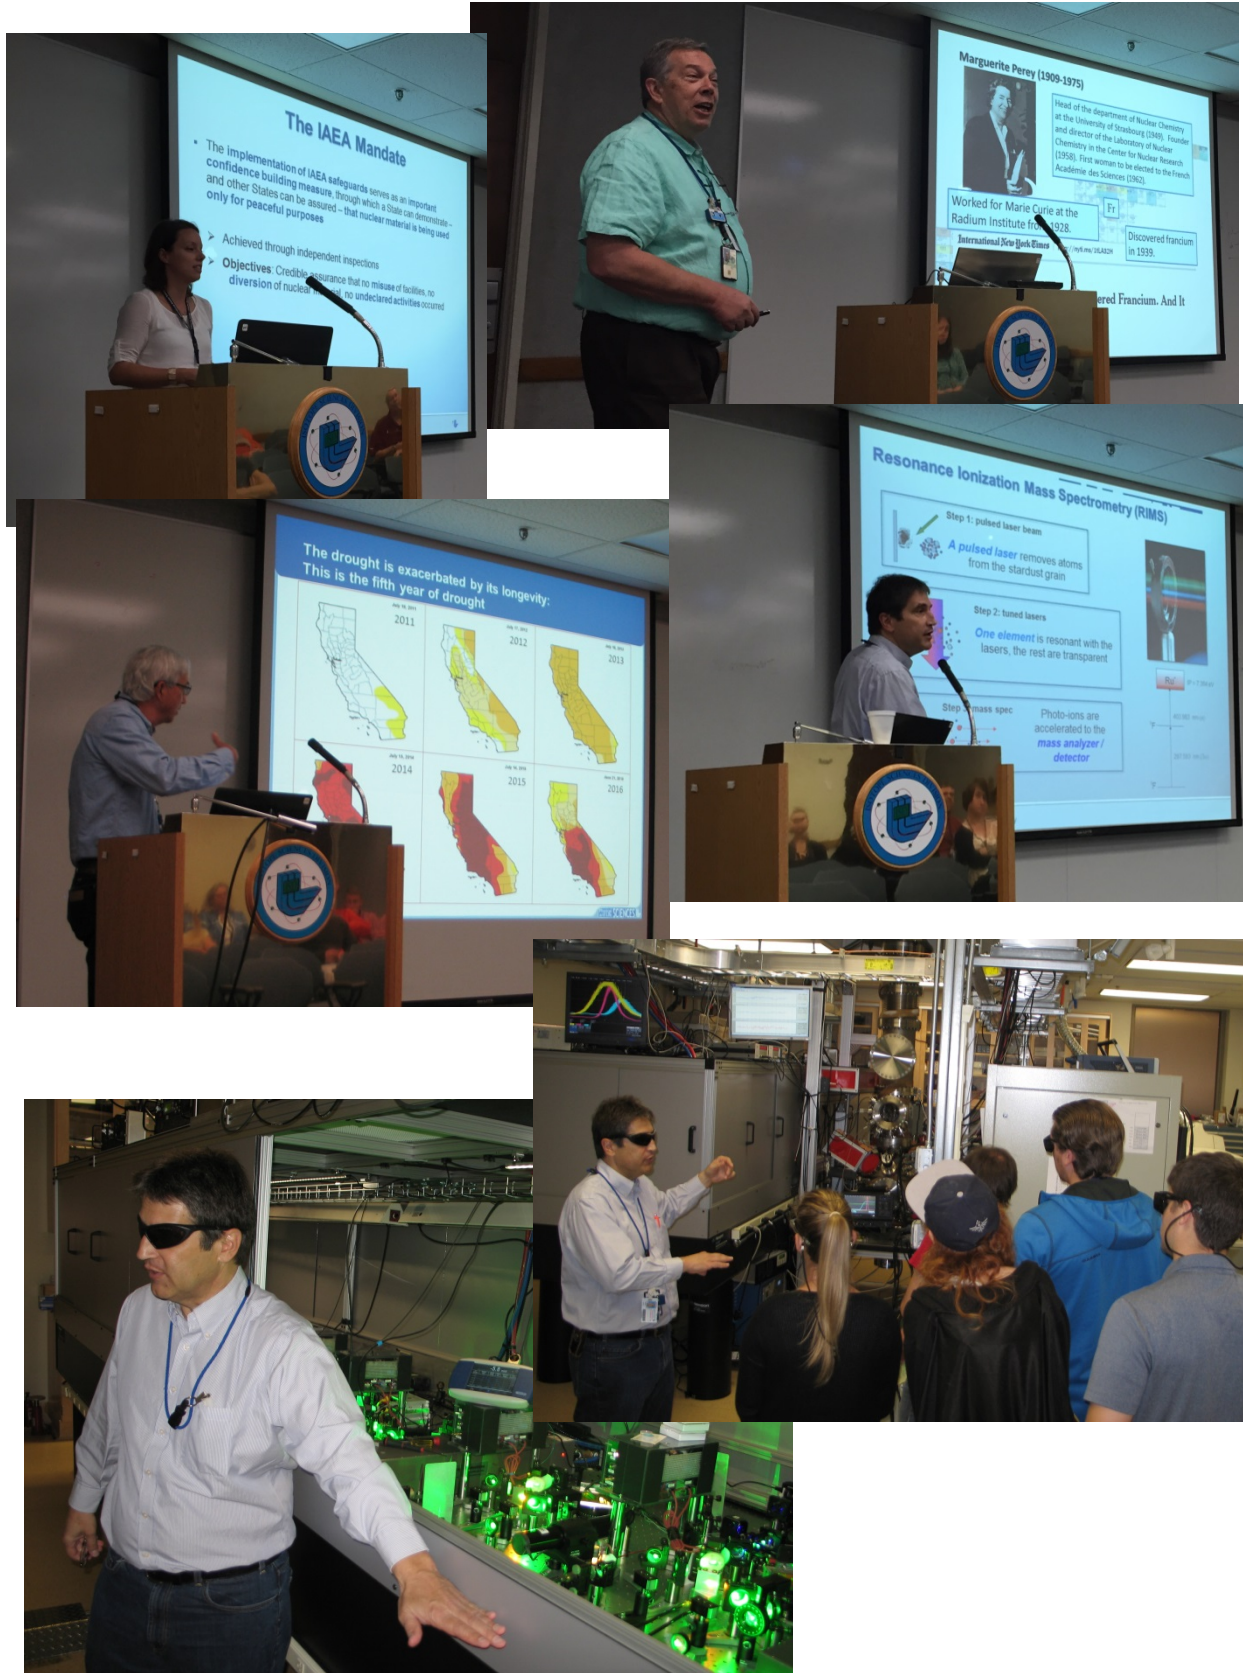 The IAEA Mandate
The implementation of IAEA safeguards serves as an important
confidence building measure, through which a State can demonstrate –
and other States can be assured – that nuclear material is being used
only for peaceful purposes
Achieved through independent inspections
Objectives: Credible assurance that no misuse of facilities, no
diversion of nuclear no undeclared activities occurred
Marguerite Perey (1909-1975)
Head of the department of Nuclear Chemistry
at the University of Strasbourg (1949). Founder
and director of the Laboratory of Nuclear
Chemistry in the Center for Nuclear Research
(1958). First woman to be elected to the French
Académie des Sciences (1962).
Worked for Marie Curie at the
Radium Institute from 1928.
Fr
Discovered francium
in 1939.
International New York Times
ered Francium. And It
Resonance Ionization Mass Spectrometry (RIMS)
Step 1: pulsed laser beam
A pulsed laser removes atoms
from the stardust grain
Step 2: tuned lasers
One element is resonant with the
lasers, the rest are transparent
Step mass spec
Photo-ions are
accelerated to the
mass analyzer /
detector
The drought is exacerbated by its longevity:
This is the fifth year of drought
2011
2012
2013
2014
2015
2016